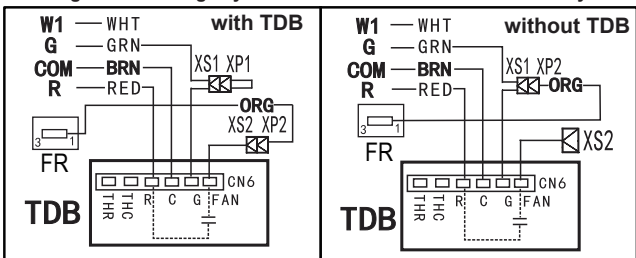 with TDB
W1 WHT
G GRN
COM BRN
R RED
XS1 XP1
ORG
XS2 XP2
3 1
FR
CN6
TDB
THR THC R C G FAN
without TDB
W1 WHT
G GRN
COM BRN
R RED
XS1 XP2
ORG
3 1
FR
XS2
CN6
TDB
THR THC R C G FAN